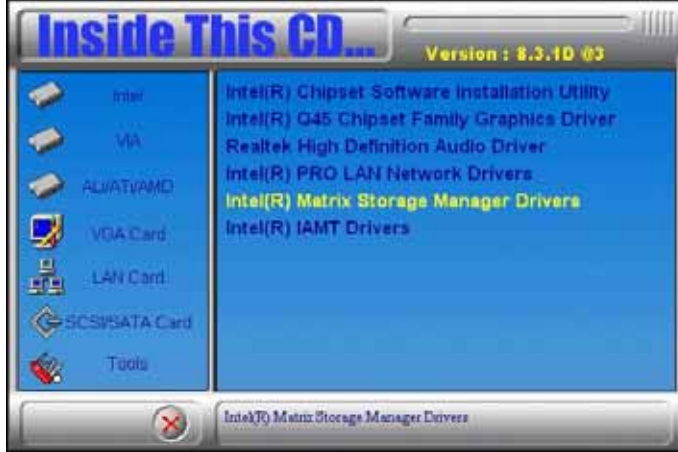 Inside This CD...
Version : 8.3.1D @3
Intel
VIA
ALi/ATi/AMD
VGA Card
LAN Card
SCSI/SATA Card
Tools
Intel(R) Chipset Software Installation Utility
Intel(R) Q45 Chipset Family Graphics Driver
Realtek High Definition Audio Driver
Intel(R) PRO LAN Network Drivers
Intel(R) Matrix Storage Manager Drivers
Intel(R) IAMT Drivers
Intel(R) Matrix Storage Manager Drivers